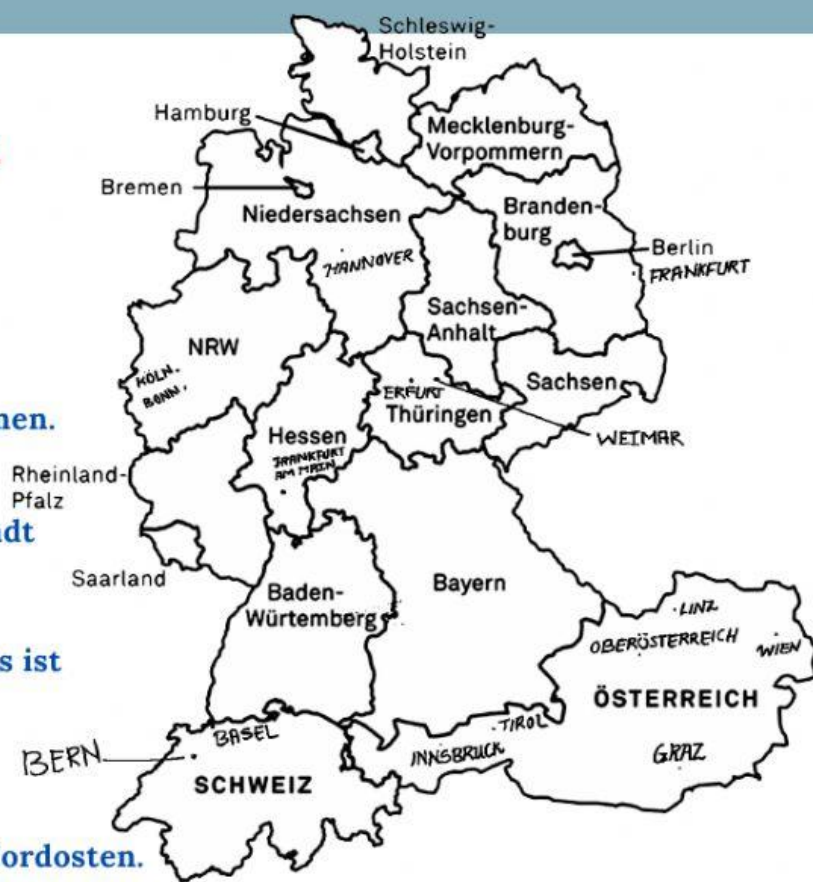 Schleswig-
Holstein
Hamburg
Mecklenburg-
Vorpommern
Bremen
Niedersachsen
Branden-
burg
Berlin
HANNOVER
FRANKFURT
Sachsen-
Anhalt
NRW
KÖLN.
BONN.
ERFURT
Thüringen
Sachsen
WEIMAR
Hessen
FRANKFURT
AM MAIN
Rheinland-
Pfalz
Saarland
Baden-
Würtemberg
Bayern
LINZ
OBERÖSTERREICH
WIEN
ÖSTERREICH
TIROL
INNSBRUCK
GRAZ
BASEL
BERN
SCHWEIZ
s ist
ordosten.